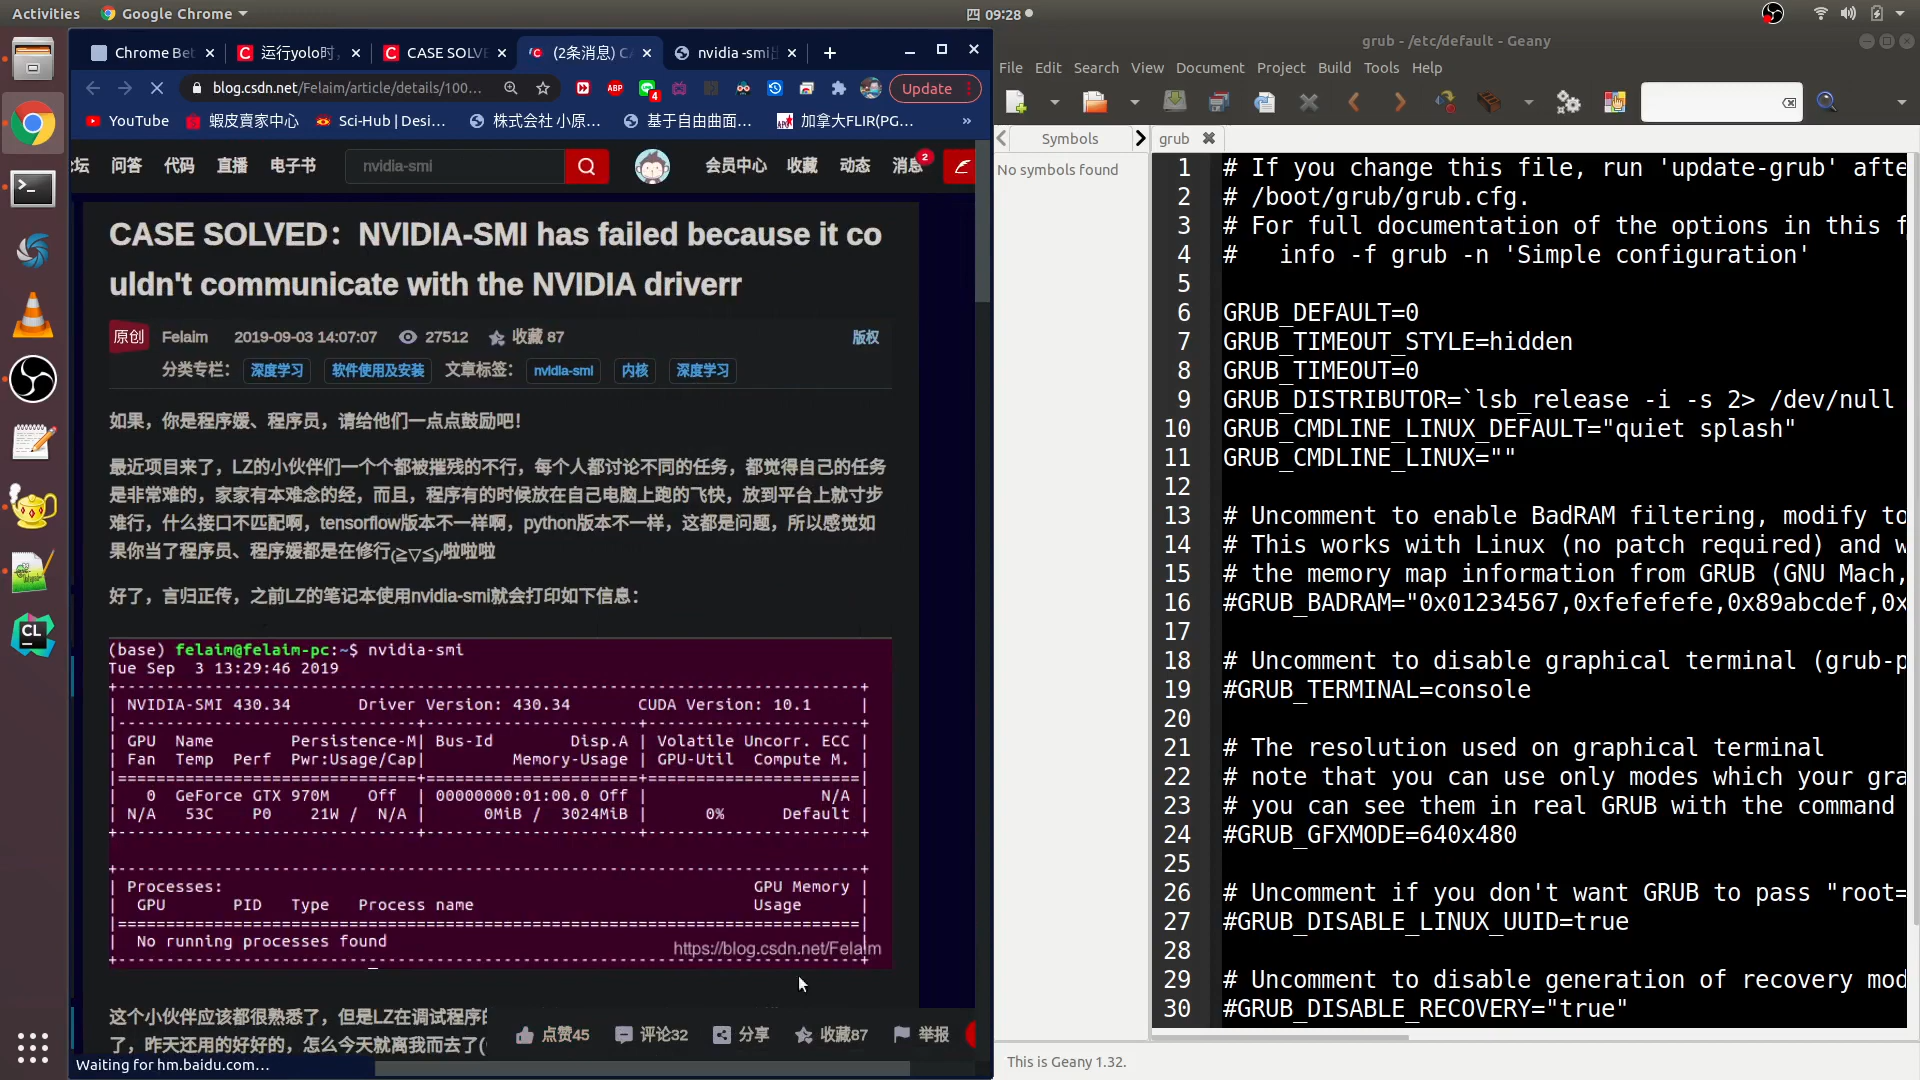 Activities
Google Chrome
四 09:28
Chrome Bet
运行yolo时,
CASE SOLVE
(2条消息) C
nvidia -smi
blog.csdn.net/Felaim/article/details/100...
ABP
4
Update
YouTube
蝦皮賣家中心
Sci-Hub | Desi...
株式会社 小原...
基于自由曲面...
加拿大FLIR(PG...
»
坛
问答
代码
直播
电子书
nvidia-smi
会员中心
收藏
动态
消息
2
CASE SOLVED：NVIDIA-SMI has failed because it co
uldn't communicate with the NVIDIA driverr
原创
Felaim
2019-09-03 14:07:07
27512
收藏 87
版权
分类专栏：
深度学习
软件使用及安装
文章标签：
nvidia-smi
内核
深度学习
如果，你是程序媛、程序员，请给他们一点点鼓励吧！
最近项目来了，LZ的小伙伴们一个个都被摧残的不行，每个人都讨论不同的任务，都觉得自己的任务
是非常难的，家家有本难念的经，而且，程序有的时候放在自己电脑上跑的飞快，放到平台上就寸步
难行，什么接口不匹配啊，tensorflow版本不一样啊，python版本不一样，这都是问题，所以感觉如
果你当了程序员、程序媛都是在修行(≧▽≦)/啦啦啦
好了，言归正传，之前LZ的笔记本使用nvidia-smi就会打印如下信息：
(base) felaim@felaim-pc:~$ nvidia-smi
Tue Sep  3 13:29:46 2019
NVIDIA-SMI 430.34 Driver Version: 430.34 CUDA Version: 10.1
GPU Name Persistence-M| Bus-Id Disp.A | Volatile Uncorr. ECC
Fan Temp Perf Pwr:Usage/Cap| Memory-Usage | GPU-Util Compute M.
0 GeForce GTX 970M Off | 00000000:01:00.0 Off | N/A
N/A 53C P0 21W / N/A | 0MiB / 3024MiB | 0% Default
Processes: GPU Memory
GPU PID Type Process name Usage
No running processes found
https://blog.csdn.net/Felaim
这个小伙伴应该都很熟悉了，但是LZ在调试程序的
了，昨天还用的好好的，怎么今天就离我而去了(
点赞45
评论32
分享
收藏87
举报
Waiting for hm.baidu.com...
grub - /etc/default - Geany
File Edit Search View Document Project Build Tools Help
Symbols
grub
No symbols found
1 # If you change this file, run 'update-grub' afte
2 # /boot/grub/grub.cfg.
3 # For full documentation of the options in this f
4 #   info -f grub -n 'Simple configuration'
5
6 GRUB_DEFAULT=0
7 GRUB_TIMEOUT_STYLE=hidden
8 GRUB_TIMEOUT=0
9 GRUB_DISTRIBUTOR=`lsb_release -i -s 2> /dev/null
10 GRUB_CMDLINE_LINUX_DEFAULT="quiet splash"
11 GRUB_CMDLINE_LINUX=""
12
13 # Uncomment to enable BadRAM filtering, modify to
14 # This works with Linux (no patch required) and w
15 # the memory map information from GRUB (GNU Mach,
16 #GRUB_BADRAM="0x01234567,0xfefefefe,0x89abcdef,0x
17
18 # Uncomment to disable graphical terminal (grub-p
19 #GRUB_TERMINAL=console
20
21 # The resolution used on graphical terminal
22 # note that you can use only modes which your gra
23 # you can see them in real GRUB with the command
24 #GRUB_GFXMODE=640x480
25
26 # Uncomment if you don't want GRUB to pass "root=
27 #GRUB_DISABLE_LINUX_UUID=true
28
29 # Uncomment to disable generation of recovery mod
30 #GRUB_DISABLE_RECOVERY="true"
This is Geany 1.32.
CL